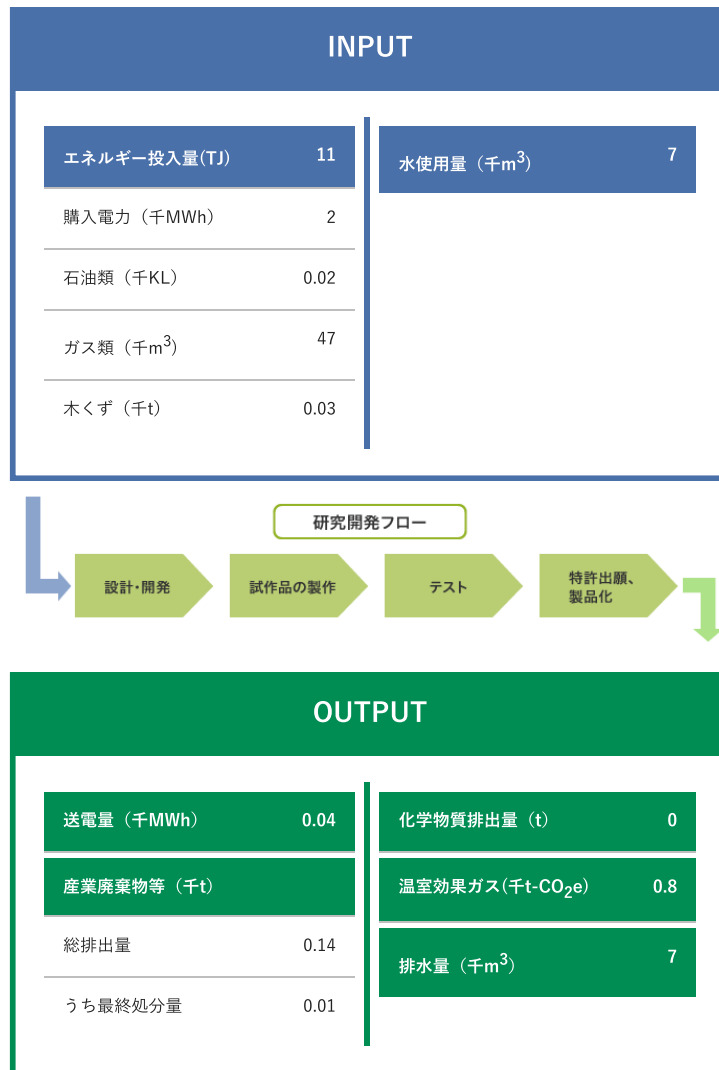 INPUT
エネルギー投入量(TJ) 11
購入電力（千MWh） 2
石油類（千KL） 0.02
ガス類（千m³） 47
木くず（千t） 0.03
水使用量（千m³） 7
研究開発フロー
設計・開発
試作品の製作
テスト
特許出願、
製品化
OUTPUT
送電量（千MWh） 0.04
産業廃棄物等（千t）
総排出量 0.14
うち最終処分量 0.01
化学物質排出量（t） 0
温室効果ガス(千t-CO₂e) 0.8
排水量（千m³） 7